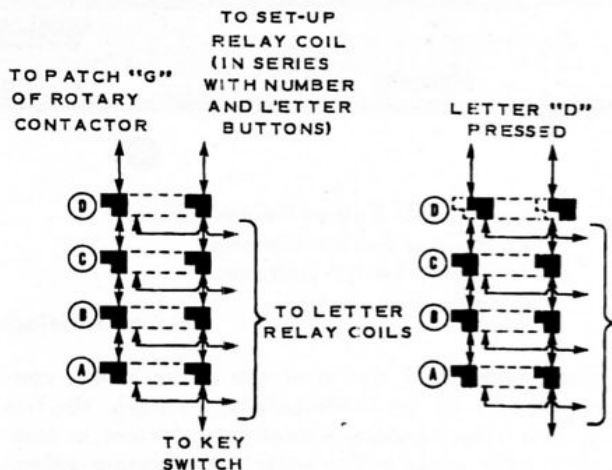 TO SET-UP
RELAY COIL
(IN SERIES
WITH NUMBER
AND L'ETTER
BUTTONS)
TO PATCH "G"
OF ROTARY
CONTACTOR
LETTER "D"
PRESSED
D
C
B
A
TO LETTER
RELAY COILS
TO KEY
SWITCH
D
C
B
A